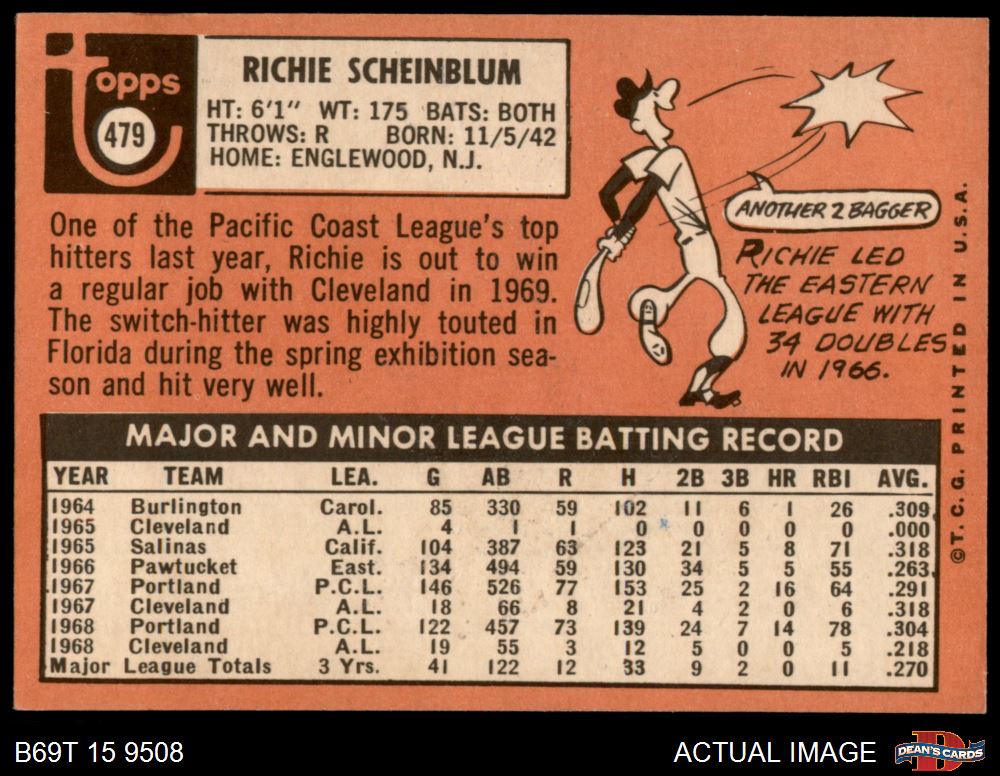 topps
479
RICHIE SCHEINBLUM
HT: 6'1" WT: 175 BATS: BOTH
THROWS: R BORN: 11/5/42
HOME: ENGLEWOOD, N.J.
One of the Pacific Coast League's top
hitters last year, Richie is out to win
a regular job with Cleveland in 1969.
The switch-hitter was highly touted in
Florida during the spring exhibition sea-
son and hit very well.
ANOTHER 2 BAGGER
RICHIE LED
THE EASTERN
LEAGUE WITH
34 DOUBLES
IN 1966.
©T. C. G. PRINTED IN U.S.A.
MAJOR AND MINOR LEAGUE BATTING RECORD
YEAR TEAM LEA. G AB R H 2B 3B HR RBI AVG.
1964 Burlington Carol. 85 330 59 102 11 6 1 26 .309
1965 Cleveland A.L. 4 1 1 0 0 0 0 0 .000
1965 Salinas Calif. 104 387 63 123 21 5 8 71 .318
1966 Pawtucket East. 134 494 59 130 34 5 5 55 .263
1967 Portland P.C.L. 146 526 77 153 25 2 16 64 .291
1967 Cleveland A.L. 18 66 8 21 4 2 0 6 .318
1968 Portland P.C.L. 122 457 73 139 24 7 14 78 .304
1968 Cleveland A.L. 19 55 3 12 5 0 0 5 .218
Major League Totals 3 Yrs. 41 122 12 33 9 2 0 11 .270
B69T 15 9508
ACTUAL IMAGE
DEAN'S CARDS